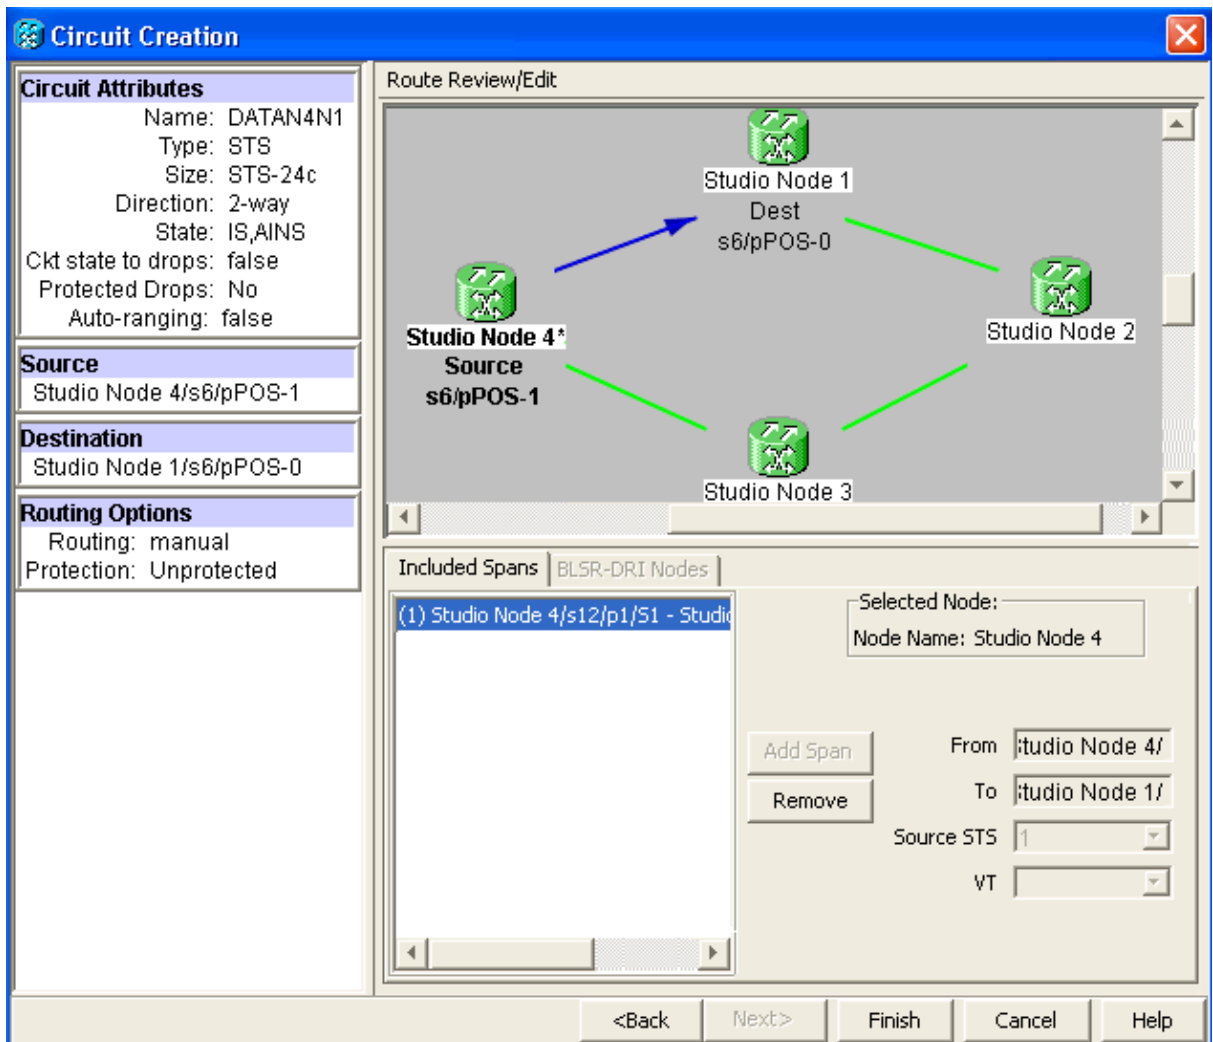 Circuit Creation
Circuit Attributes
Name: DATAN4N1
Type: STS
Size: STS-24c
Direction: 2-way
State: IS,AINS
Ckt state to drops: false
Protected Drops: No
Auto-ranging: false
Source
Studio Node 4/s6/pPOS-1
Destination
Studio Node 1/s6/pPOS-0
Routing Options
Routing: manual
Protection: Unprotected
Route Review/Edit
Studio Node 1
Dest
s6/pPOS-0
Studio Node 2
Studio Node 4*
Source
s6/pPOS-1
Studio Node 3
Included Spans
BLSR-DRI Nodes
(1) Studio Node 4/s12/p1/S1 - Studio
Selected Node:
Node Name: Studio Node 4
Add Span
Remove
From tudio Node 4/
To tudio Node 1/
Source STS 1
VT
<Back
Next>
Finish
Cancel
Help